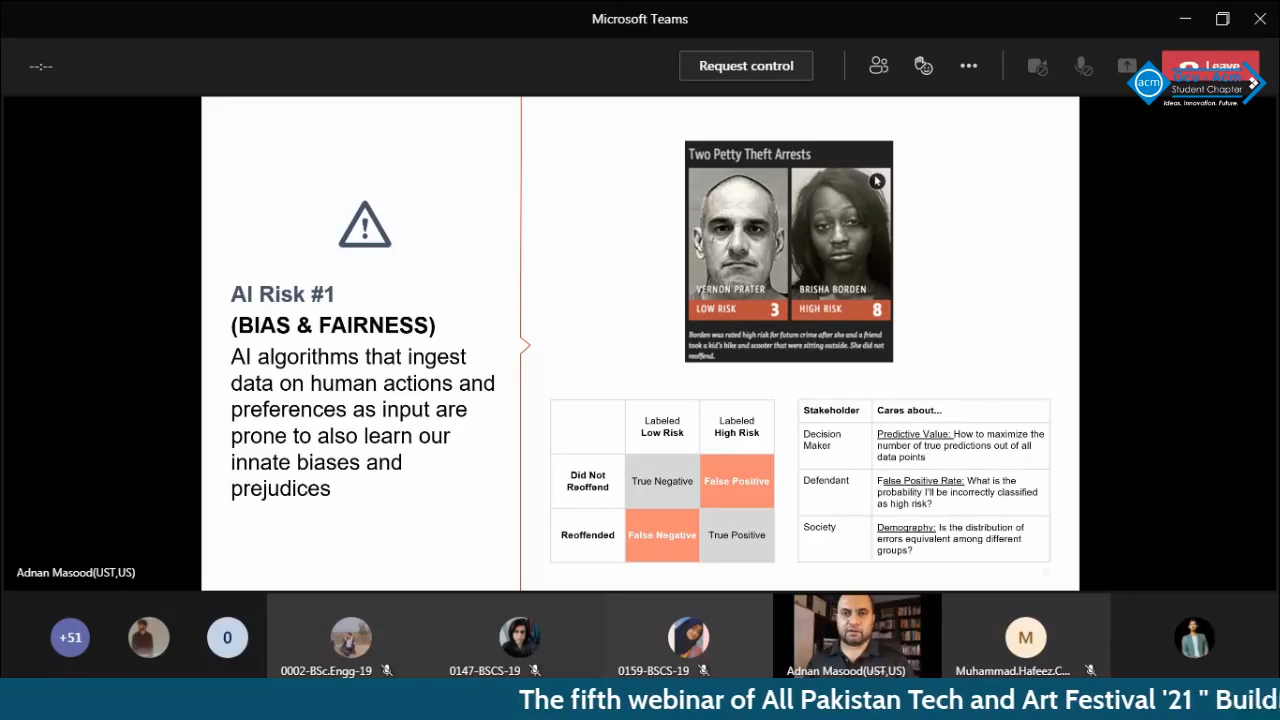 Microsoft Teams
--:--
Request control
Leave
acm
Student Chapter
Ideas. Innovation. Future.
AI Risk #1
(BIAS & FAIRNESS)
AI algorithms that ingest
data on human actions and
preferences as input are
prone to also learn our
innate biases and
prejudices
Two Petty Theft Arrests
VERNON PRATER
LOW RISK 3
BRISHA BORDEN
HIGH RISK 8
Borden was rated high risk for future crime after she and a friend
took a kid's bike and scooter that were sitting outside. She did not
reoffend.
Labeled
Low Risk
Labeled
High Risk
Did Not
Reoffend
True Negative
False Positive
Reoffended
False Negative
True Positive
Stakeholder
Cares about...
Decision
Maker
Predictive Value: How to maximize the
number of true predictions out of all
data points
Defendant
False Positive Rate: What is the
probability I'll be incorrectly classified
as high risk?
Society
Demography: Is the distribution of
errors equivalent among different
groups?
Adnan Masood(UST,US)
+51
0
0002-BSc.Engg-19
0147-BSCS-19
0159-BSCS-19
Adnan Masood(UST,US)
M
Muhammad.Hafeez.C...
The fifth webinar of All Pakistan Tech and Art Festival '21 " Build